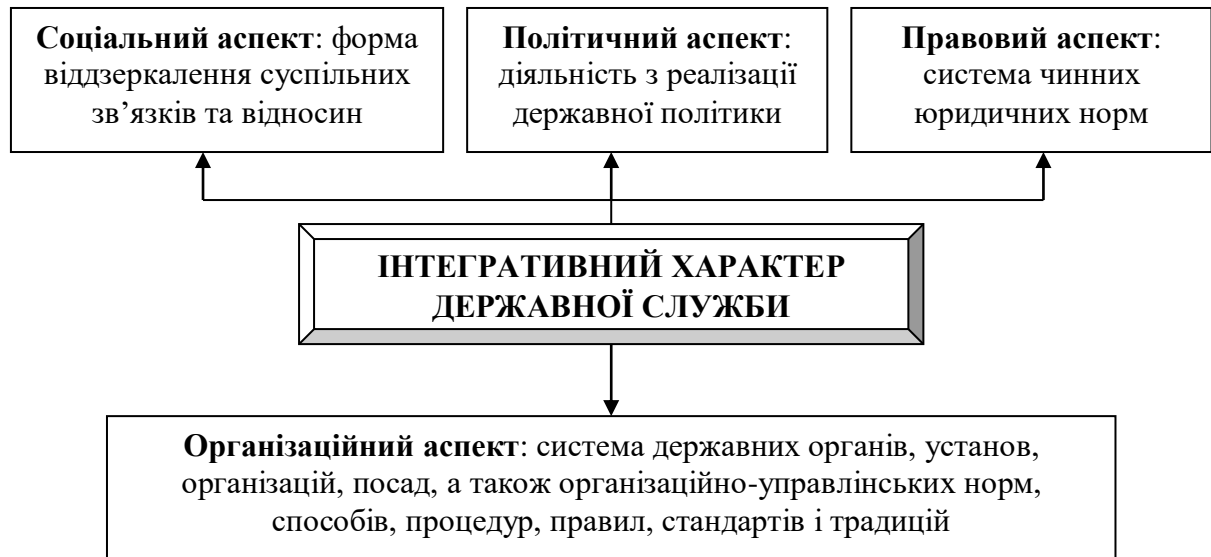 Соціальний аспект: форма
віддзеркалення суспільних
зв’язків та відносин
Політичний аспект:
діяльність з реалізації
державної політики
Правовий аспект:
система чинних
юридичних норм
ІНТЕГРАТИВНИЙ ХАРАКТЕР
ДЕРЖАВНОЇ СЛУЖБИ
Організаційний аспект: система державних органів, установ,
організацій, посад, а також організаційно-управлінських норм,
способів, процедур, правил, стандартів і традицій